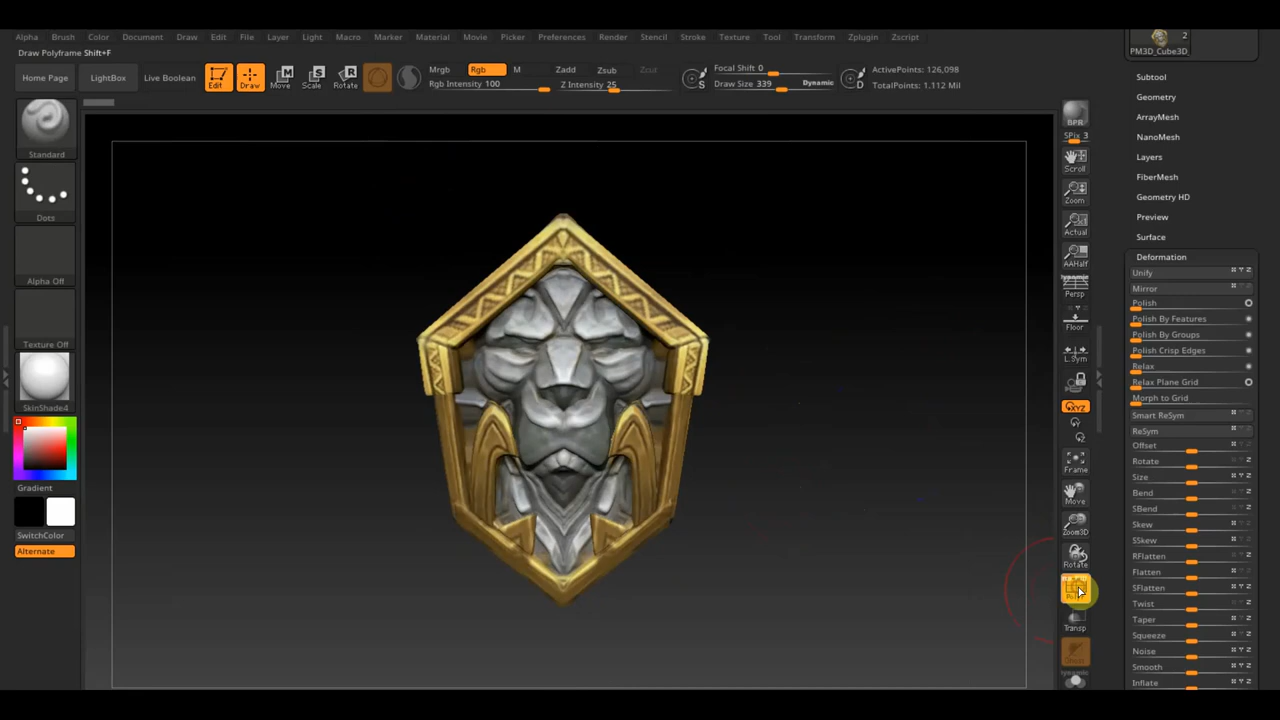 Alpha Brush Color Document Draw Edit File Layer Light Macro Marker Material Movie Picker Preferences Render Stencil Stroke Texture Tool Transform Zplugin Zscript
Draw Polyframe Shift+F
Home Page
LightBox
Live Boolean
Edit
Draw
Move
Scale
Rotate
Mrgb
Rgb
M
Rgb Intensity 100
Zadd
Zsub
Zcut
Z Intensity 25
S
Focal Shift 0
Draw Size 339
Dynamic
D
ActivePoints: 126,098
TotalPoints: 1.112 Mil
Standard
Dots
Alpha Off
Texture Off
SkinShade4
Gradient
SwitchColor
Alternate
BPR
SPix 3
Scroll
Zoom
Actual
AAHalf
Persp
Floor
L.Sym
XYZ
Frame
Move
Zoom3D
Rotate
Transp
2
PM3D_Cube3D
Subtool
Geometry
ArrayMesh
NanoMesh
Layers
FiberMesh
Geometry HD
Preview
Surface
Deformation
Unify
Mirror
Polish
Polish By Features
Polish By Groups
Polish Crisp Edges
Relax
Relax Plane Grid
Morph to Grid
Smart ReSym
ReSym
Offset
Rotate
Size
Bend
SBend
Skew
SSkew
RFlatten
Flatten
SFlatten
Twist
Taper
Squeeze
Noise
Smooth
Inflate